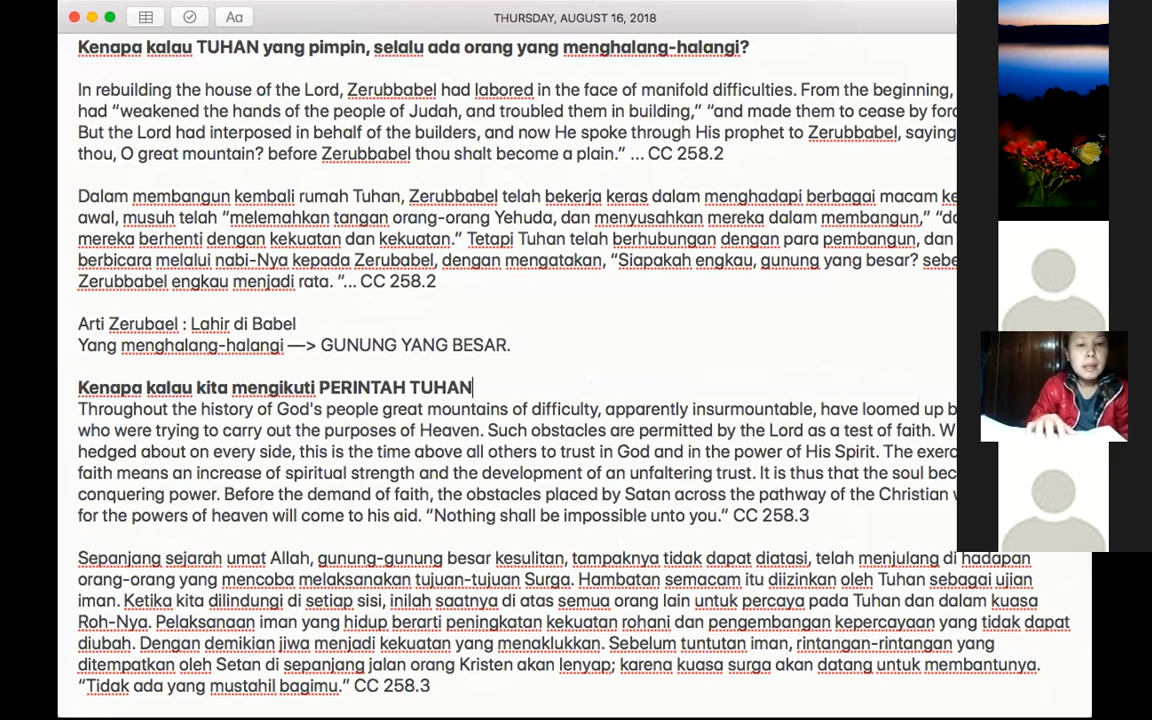 Aa
THURSDAY, AUGUST 16, 2018
Kenapa kalau TUHAN yang pimpin, selalu ada orang yang menghalang-halangi?
In rebuilding the house of the Lord, Zerubbabel had labored in the face of manifold difficulties. From the beginning,
had “weakened the hands of the people of Judah, and troubled them in building,” “and made them to cease by
But the Lord had interposed in behalf of the builders, and now He spoke through His prophet to Zerubbabel, saying
thou, O great mountain? before Zerubbabel thou shalt become a plain.” ... CC 258.2
Dalam membangun kembali rumah Tuhan, Zerubbabel telah bekerja keras dalam menghadapi berbagai macam
awal, musuh telah “melemahkan tangan orang-orang Yehuda, dan menyusahkan mereka dalam membangun,”
mereka berhenti dengan kekuatan dan kekuatan.” Tetapi Tuhan telah berhubungan dengan para pembangun, dan
berbicara melalui nabi-Nya kepada Zerubabel, dengan mengatakan, “Siapakah engkau, gunung yang besar?
Zerubbabel engkau menjadi rata. ”... CC 258.2
Arti Zerubael : Lahir di Babel
Yang menghalang-halangi —> GUNUNG YANG BESAR.
Kenapa kalau kita mengikuti PERINTAH TUHAN
Throughout the history of God's people great mountains of difficulty, apparently insurmountable, have loomed up
who were trying to carry out the purposes of Heaven. Such obstacles are permitted by the Lord as a test of faith.
hedged about on every side, this is the time above all others to trust in God and in the power of His Spirit. The
faith means an increase of spiritual strength and the development of an unfaltering trust. It is thus that the soul
conquering power. Before the demand of faith, the obstacles placed by Satan across the pathway of the Christian
for the powers of heaven will come to his aid. “Nothing shall be impossible unto you.” CC 258.3
Sepanjang sejarah umat Allah, gunung-gunung besar kesulitan, tampaknya tidak dapat diatasi, telah menjulang di hadapan
orang-orang yang mencoba melaksanakan tujuan-tujuan Surga. Hambatan semacam itu diizinkan oleh Tuhan sebagai ujian
iman. Ketika kita dilindungi di setiap sisi, inilah saatnya di atas semua orang lain untuk percaya pada Tuhan dan dalam kuasa
Roh-Nya. Pelaksanaan iman yang hidup berarti peningkatan kekuatan rohani dan pengembangan kepercayaan yang tidak dapat
diubah. Dengan demikian jiwa menjadi kekuatan yang menaklukkan. Sebelum tuntutan iman, rintangan-rintangan yang
ditempatkan oleh Setan di sepanjang jalan orang Kristen akan lenyap; karena kuasa surga akan datang untuk membantunya.
“Tidak ada yang mustahil bagimu.” CC 258.3